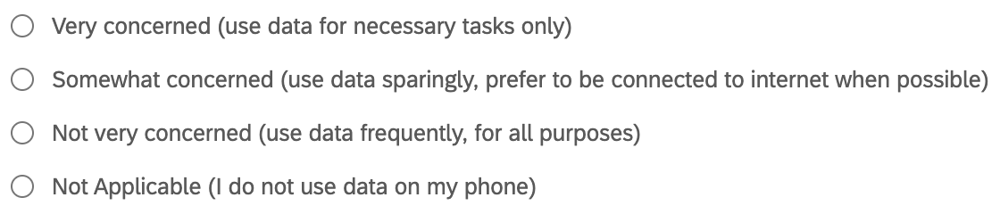 Very concerned (use data for necessary tasks only)
Somewhat concerned (use data sparingly, prefer to be connected to internet when possible)
Not very concerned (use data frequently, for all purposes)
Not Applicable (I do not use data on my phone)